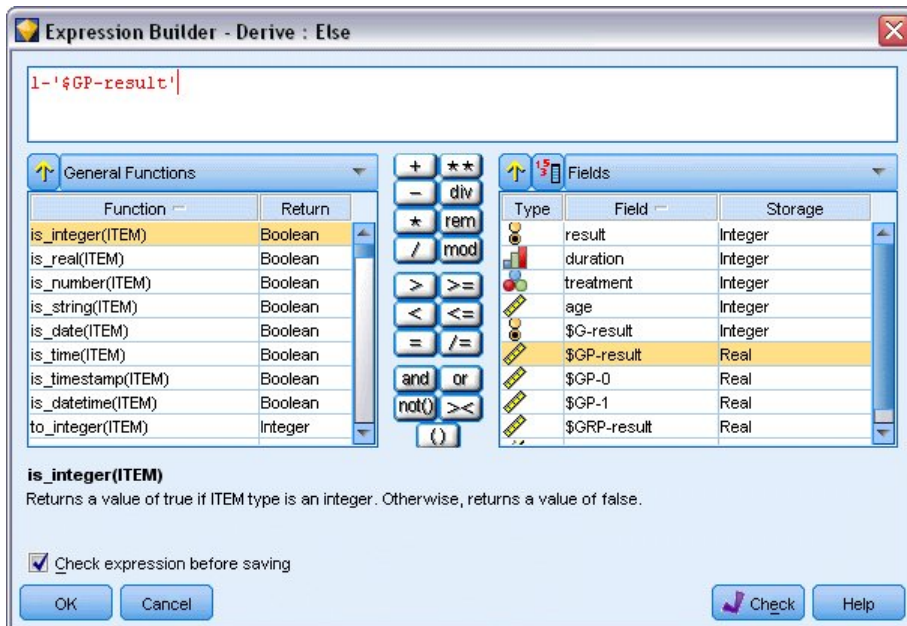 Expression Builder - Derive : Else
1-'$GP-result'
General Functions
Function Return
is_integer(ITEM) Boolean
is_real(ITEM) Boolean
is_number(ITEM) Boolean
is_string(ITEM) Boolean
is_date(ITEM) Boolean
is_time(ITEM) Boolean
is_timestamp(ITEM) Boolean
is_datetime(ITEM) Boolean
to_integer(ITEM) Integer
+ **
- div
* rem
/ mod
> >=
< <=
= /=
and or
not() ><
()
Fields
Type Field Storage
result Integer
duration Integer
treatment Integer
age Integer
$G-result Integer
$GP-result Real
$GP-0 Real
$GP-1 Real
$GRP-result Real
is_integer(ITEM)
Returns a value of true if ITEM type is an integer. Otherwise, returns a value of false.
Check expression before saving
OK Cancel Check Help